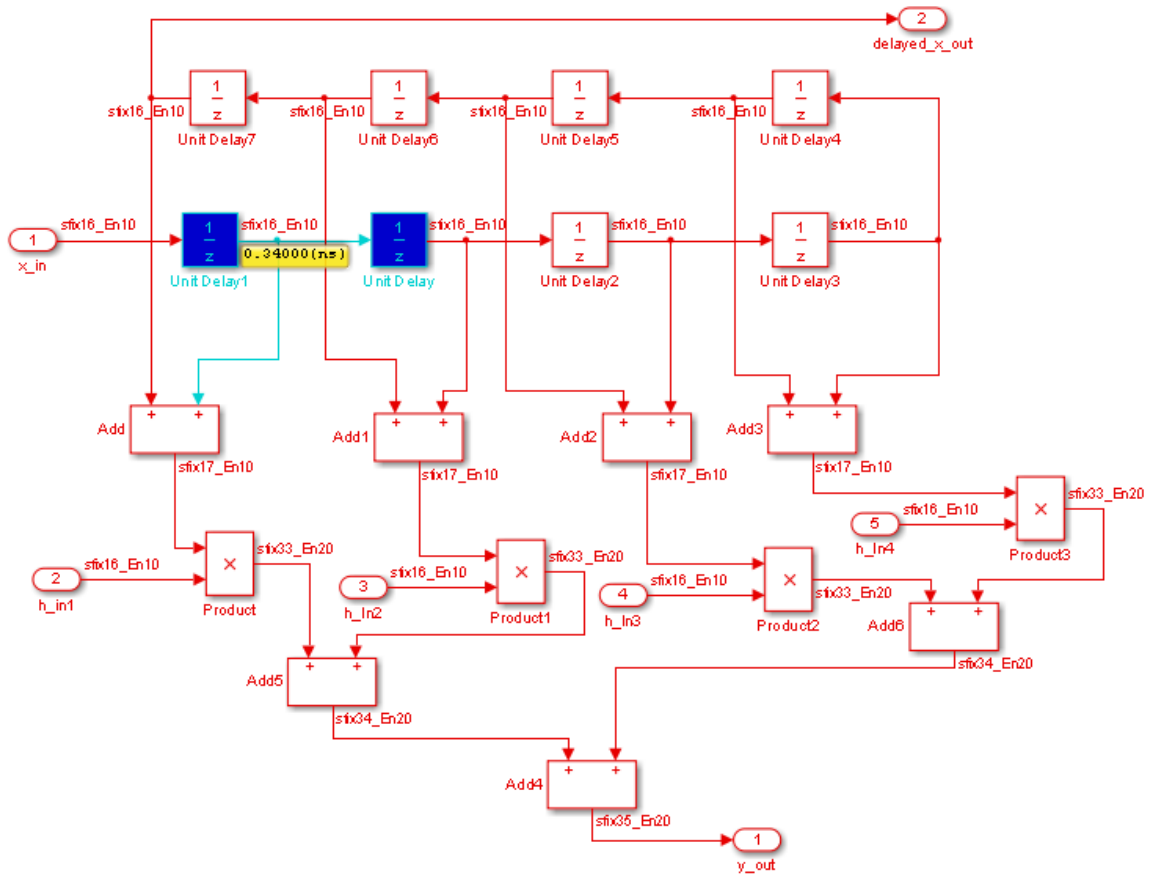 2
delayed_x_out
1
z
1
z
1
z
1
z
sfix16_En10
sfix16_En10
sfix16_En10
sfix16_En10
Unit Delay7
Unit Delay6
Unit Delay5
Unit Delay4
sfix16_En10
sfix16_En10
sfix16_En10
sfix16_En10
sfix16_En10
1
1
z
1
z
1
z
1
z
0.34000(ns)
x_in
Unit Delay1
Unit Delay
Unit Delay2
Unit Delay3
+ +
+ +
+ +
+ +
Add
Add1
Add2
Add3
sfix17_En10
sfix17_En10
sfix17_En10
sfix17_En10
sfix33_En20
sfix16_En10
5
×
h_In4
Product3
sfix33_En20
sfix33_En20
sfix16_En10
sfix16_En10
sfix16_En10
2
×
3
×
4
×
sfix33_En20
h_in1
Product
h_In2
Product1
h_In3
Product2
+ +
Add6
sfix34_En20
+ +
Add5
sfix34_En20
+ +
Add4
sfix35_En20
1
y_out